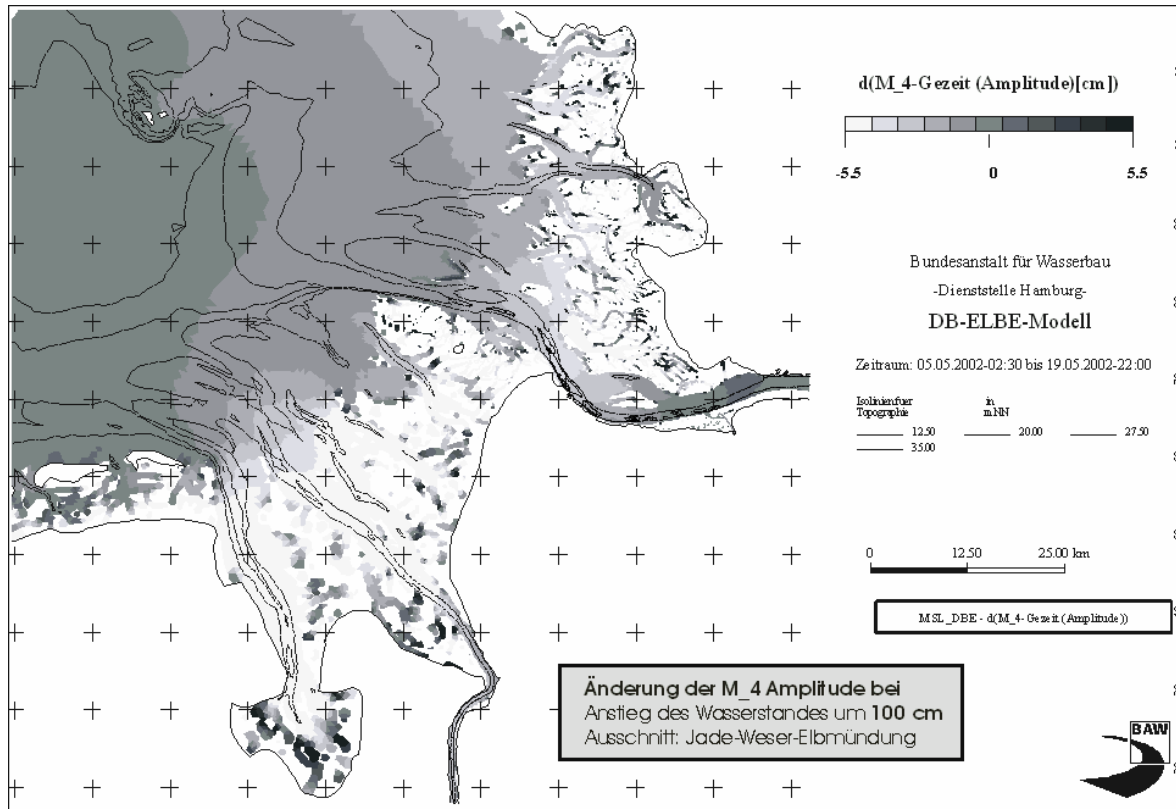 d(M_4-Gezeit (Amplitude)[cm])
-5.5 0 5.5
Bundesanstalt für Wasserbau
-Dienststelle Hamburg-
DB-ELBE-Modell
Zeitraum: 05.05.2002-02:30 bis 19.05.2002-22:00
Isolinien fuer in
Topographie mNN
12.50 20.00 27.50
35.00
0 12.50 25.00 km
MSL_DBE - d(M_4-Gezeit (Amplitude))
Änderung der M_4 Amplitude bei
Anstieg des Wasserstandes um 100 cm
Ausschnitt: Jade-Weser-Elbmündung
BAW